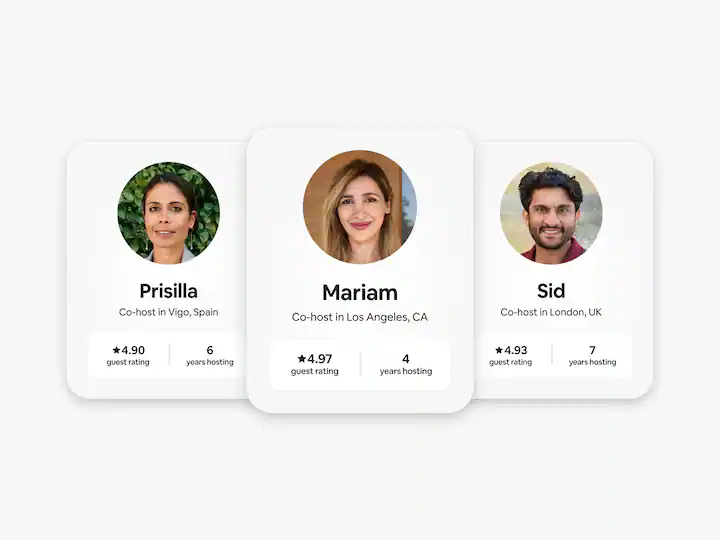 Prisilla
Co-host in Vigo, Spain
★4.90
guest rating
6
years hosting
Mariam
Co-host in Los Angeles, CA
★4.97
guest rating
4
years hosting
Sid
Co-host in London, UK
★4.93
guest rating
7
years hosting